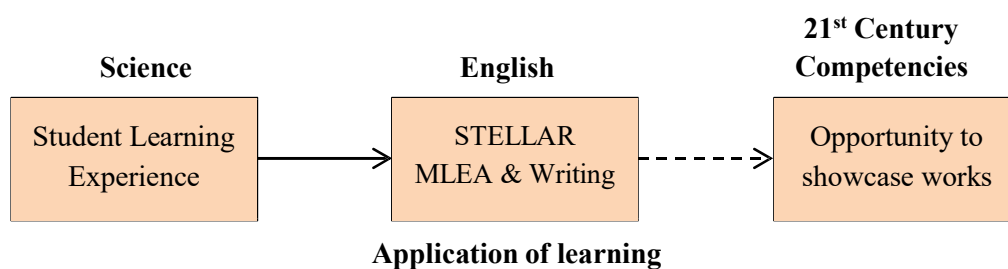 Science
Student Learning
Experience
English
STELLAR
MLEA & Writing
Application of learning
21st Century
Competencies
Opportunity to
showcase works